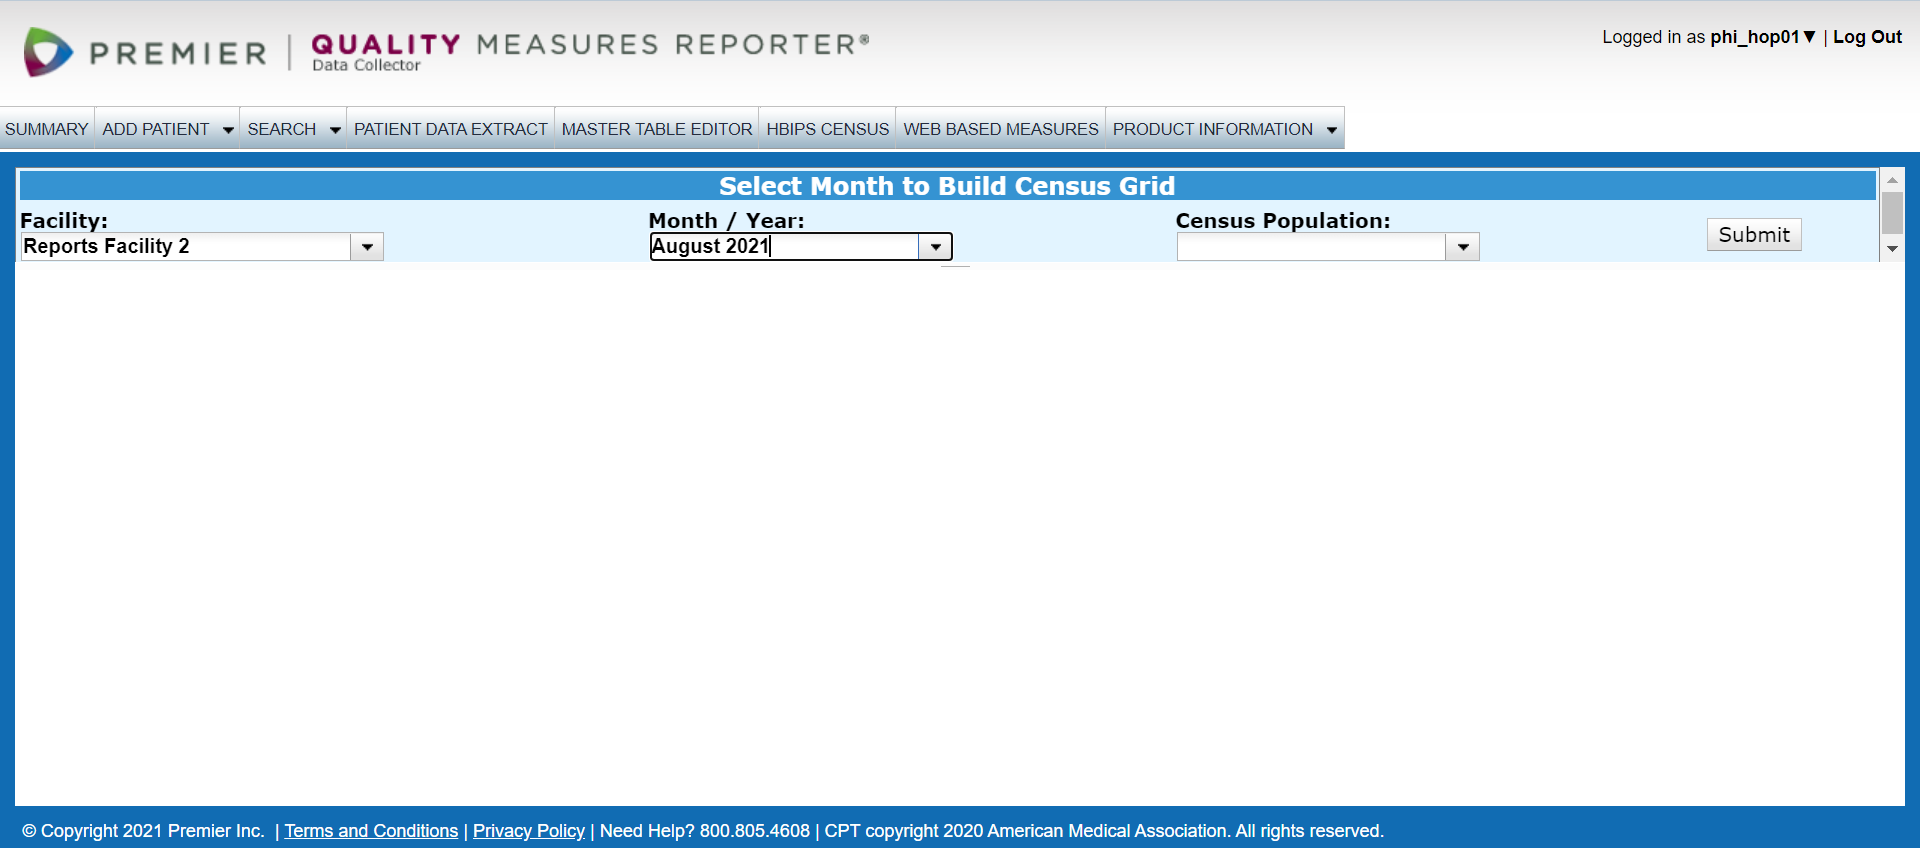 PREMIER | QUALITY MEASURES REPORTER®
Data Collector
Logged in as phi_hop01▼ | Log Out
SUMMARY ADD PATIENT SEARCH PATIENT DATA EXTRACT MASTER TABLE EDITOR HBIPS CENSUS WEB BASED MEASURES PRODUCT INFORMATION
Select Month to Build Census Grid
Facility: Month / Year: Census Population:
Reports Facility 2 August 2021 Submit
© Copyright 2021 Premier Inc. | Terms and Conditions | Privacy Policy | Need Help? 800.805.4608 | CPT copyright 2020 American Medical Association. All rights reserved.